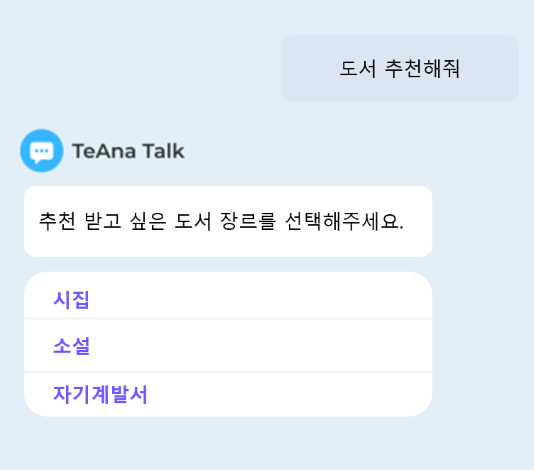 도서 추천해줘
TeAna Talk
추천 받고 싶은 도서 장르를 선택해주세요.
시집
소설
자기계발서